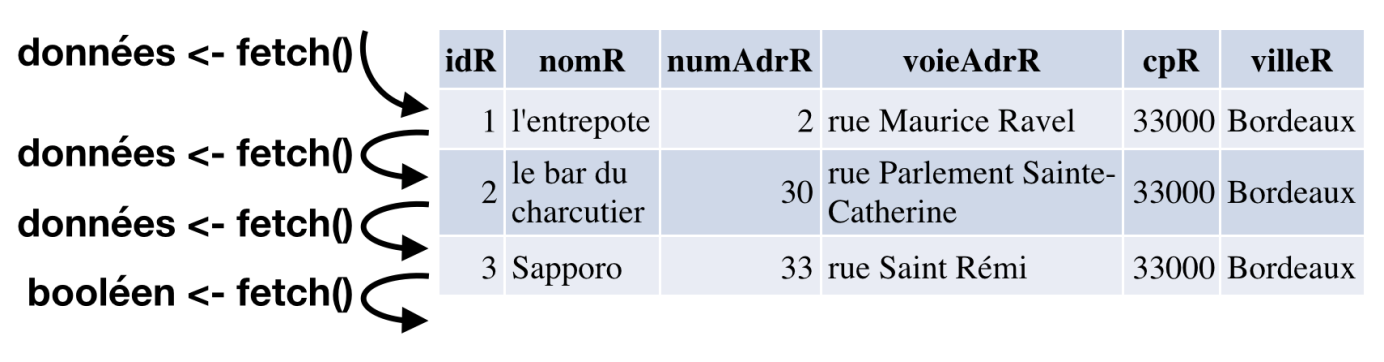 données <- fetch()
données <- fetch()
données <- fetch()
booléen <- fetch()
idR nomR numAdrR voieAdrR cpR villeR
1 l'entrepote 2 rue Maurice Ravel 33000 Bordeaux
2 le bar du charcutier 30 rue Parlement Sainte-Catherine 33000 Bordeaux
3 Sapporo 33 rue Saint Rémi 33000 Bordeaux